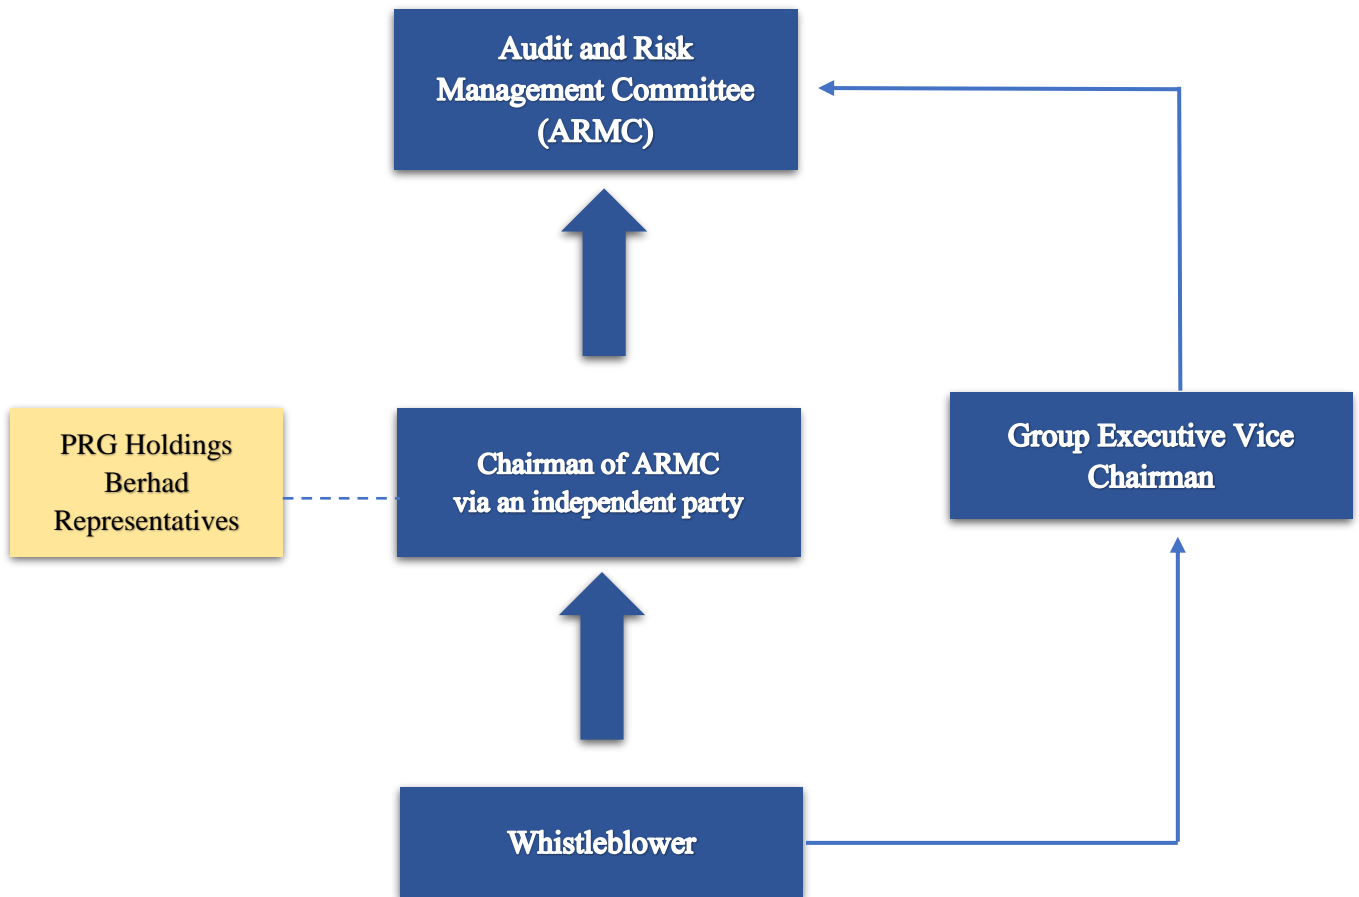 Audit and Risk
Management Committee
(ARMC)
PRG Holdings
Berhad
Representatives
Chairman of ARMC
via an independent party
Group Executive Vice
Chairman
Whistleblower